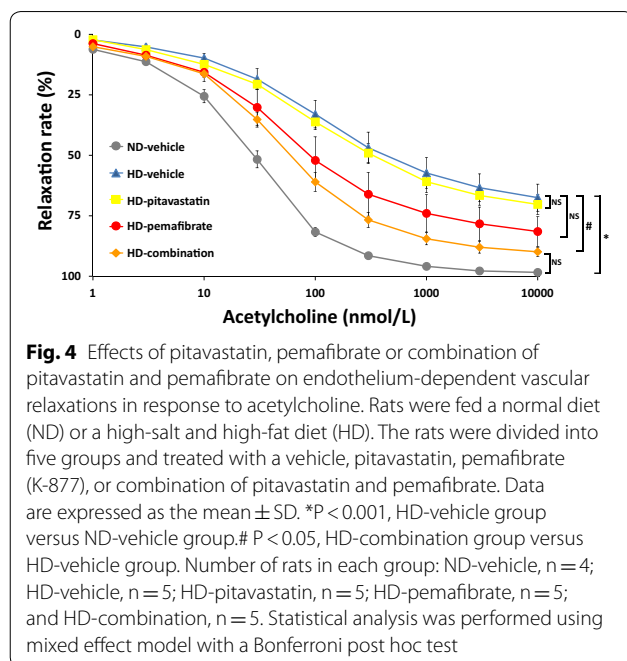 0
25
50
75
100
Relaxation rate (%)
ND-vehicle
HD-vehicle
HD-pitavastatin
HD-pemafibrate
HD-combination
NS
NS
#
*
NS
1
10
100
1000
10000
Acetylcholine (nmol/L)
Fig. 4 Effects of pitavastatin, pemafibrate or combination of
pitavastatin and pemafibrate on endothelium-dependent vascular
relaxations in response to acetylcholine. Rats were fed a normal diet
(ND) or a high-salt and high-fat diet (HD). The rats were divided into
five groups and treated with a vehicle, pitavastatin, pemafibrate
(K-877), or combination of pitavastatin and pemafibrate. Data
are expressed as the mean ± SD. *P < 0.001, HD-vehicle group
versus ND-vehicle group.# P < 0.05, HD-combination group versus
HD-vehicle group. Number of rats in each group: ND-vehicle, n = 4;
HD-vehicle, n = 5; HD-pitavastatin, n = 5; HD-pemafibrate, n = 5;
and HD-combination, n = 5. Statistical analysis was performed using
mixed effect model with a Bonferroni post hoc test